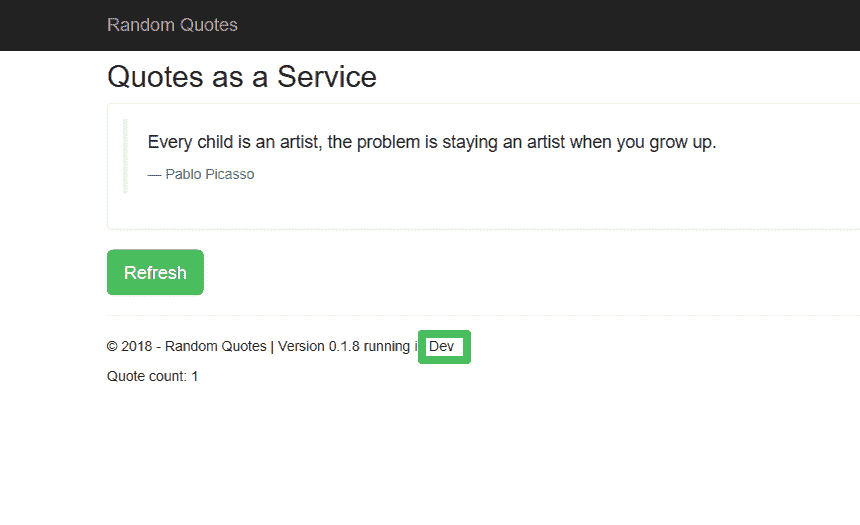 Random Quotes
Quotes as a Service
Every child is an artist, the problem is staying an artist when you grow up.
— Pablo Picasso
Refresh
© 2018 - Random Quotes | Version 0.1.8 running Dev
Quote count: 1